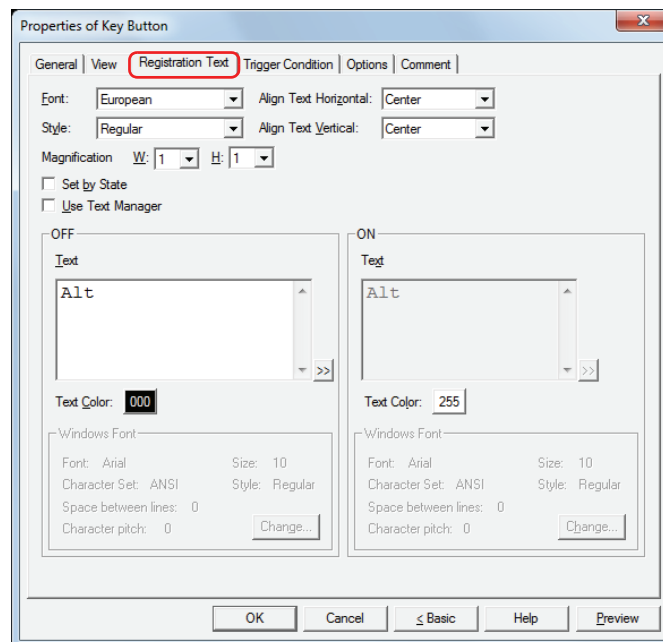 Properties of Key Button
X
General View Registration Text Trigger Condition Options Comment
Font: European Align Text Horizontal: Center
Style: Regular Align Text Vertical: Center
Magnification W: 1 H: 1
Set by State
Use Text Manager
OFF
Text
Alt
>>
Text Color: 000
Windows Font
Font: Arial Size: 10
Character Set: ANSI Style: Regular
Space between lines: 0
Character pitch: 0 Change...
ON
Text
Alt
>>
Text Color: 255
Windows Font
Font: Arial Size: 10
Character Set: ANSI Style: Regular
Space between lines: 0
Character pitch: 0 Change...
OK Cancel < Basic Help Preview